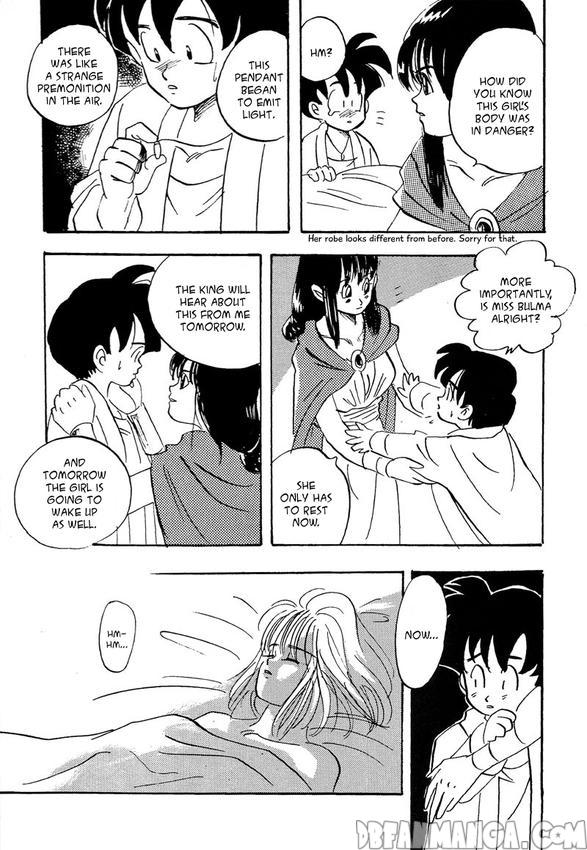 HOW DID
YOU KNOW
THIS GIRL'S
BODY WAS
IN DANGER?
HM?
THIS
PENDANT
BEGAN
TO EMIT
LIGHT.
THERE
WAS LIKE
A STRANGE
PREMONITION
IN THE AIR.
Her robe looks different from before. Sorry for that.
MORE
IMPORTANTLY,
IS MISS BULMA
ALRIGHT?
SHE
ONLY HAS
TO REST
NOW.
THE KING WILL
HEAR ABOUT
THIS FROM ME
TOMORROW.
AND
TOMORROW
THE GIRL IS
GOING TO
WAKE UP
AS WELL.
NOW...
HM-
HM...
DBFANMANGA.COM